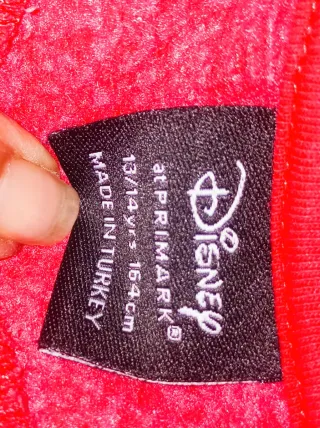 Disney
at PRIMARK®
13/14yrs 164cm
MADE IN TURKEY